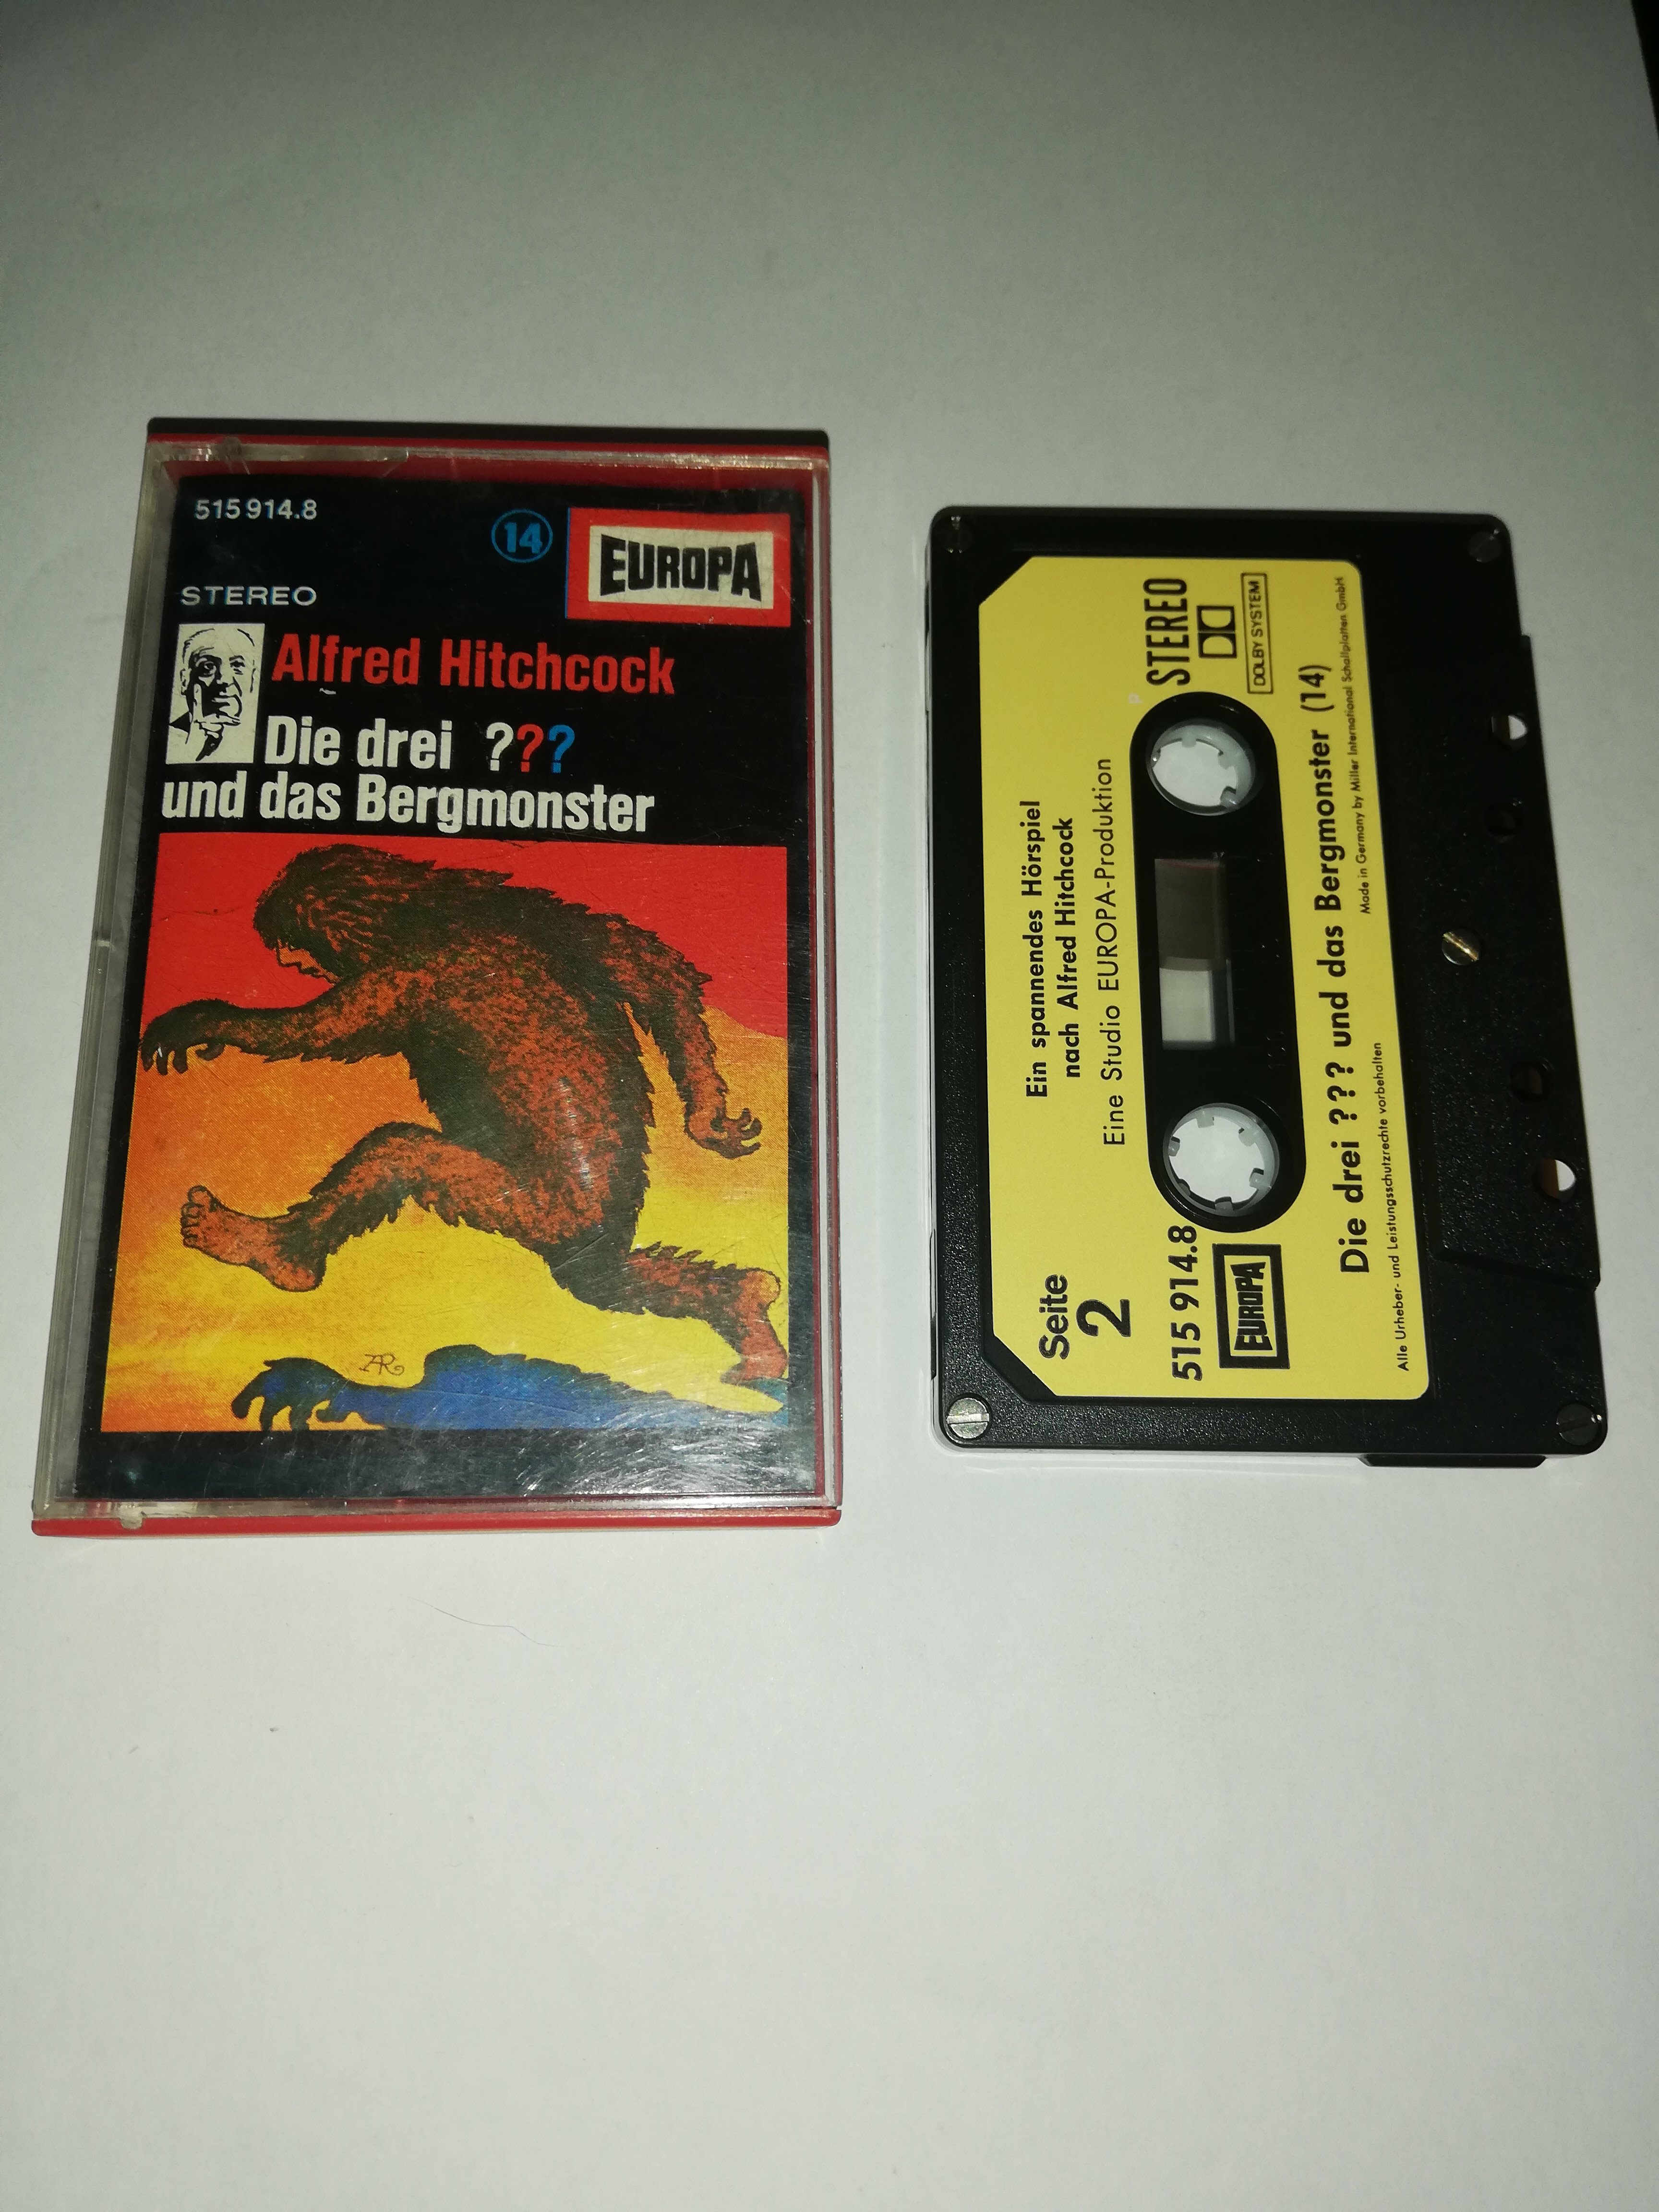 515 914.8
14
EUROPA
STEREO
Alfred Hitchcock
Die drei ???
und das Bergmonster
AR
Ein spannendes Hörspiel
nach Alfred Hitchcock
Eine Studio EUROPA-Produktion
Seite
2
STEREO
DOLBY SYSTEM
515 914.8
EUROPA
Die drei ??? und das Bergmonster (14)
Alle Urheber- und Leistungsschutzrechte vorbehalten
Made in Germany by Miller International Schallplatten GmbH